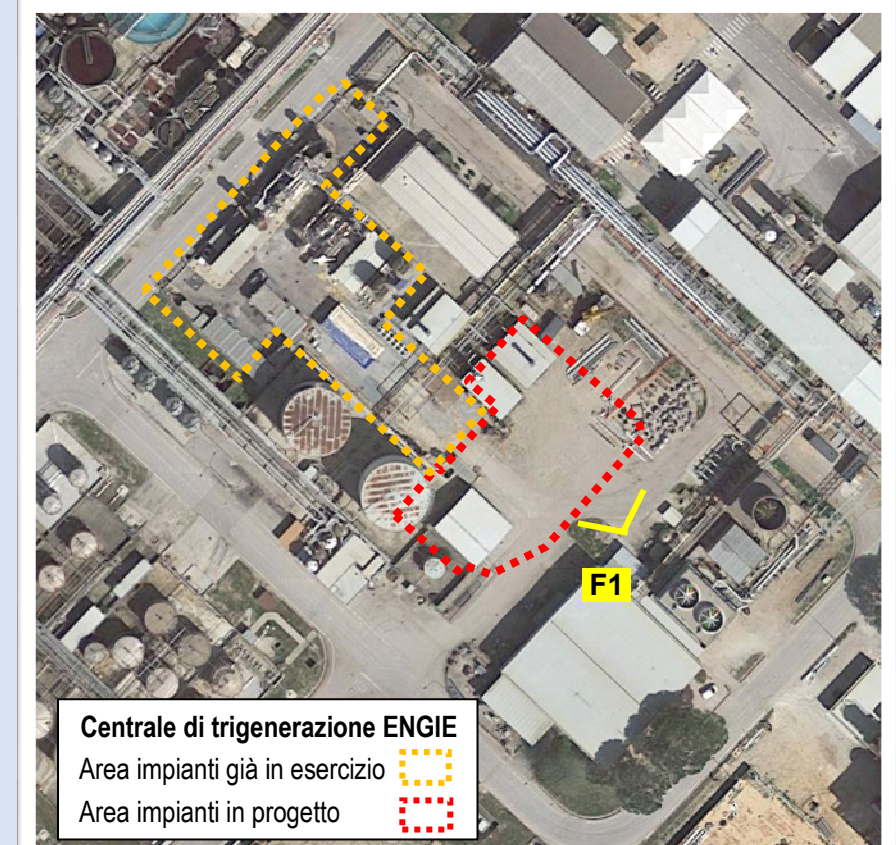 F1
Centrale di trigenerazione ENGIE
Area impianti già in esercizio
Area impianti in progetto